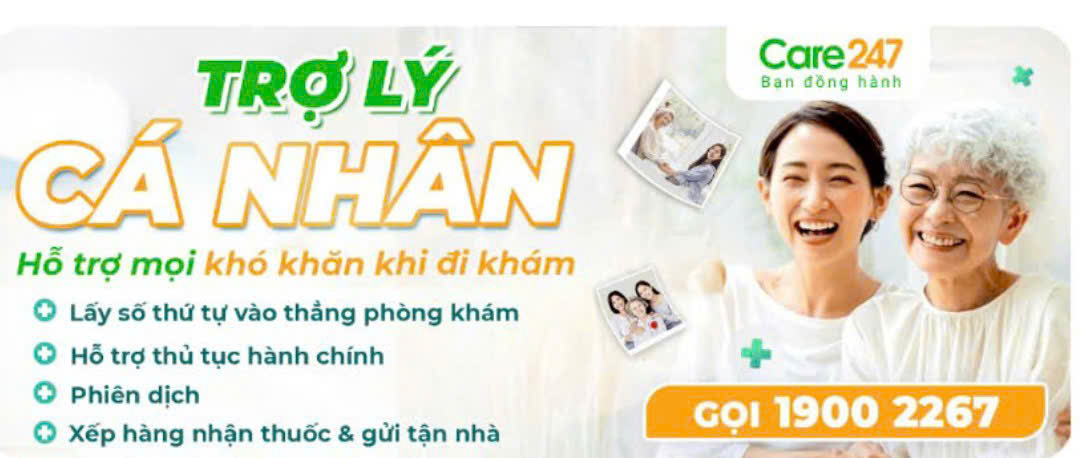 Care247
Bạn đồng hành
TRỢ LÝ
CÁ NHÂN
Hỗ trợ mọi khó khăn khi đi khám
Lấy số thứ tự vào thẳng phòng khám
Hỗ trợ thủ tục hành chính
Phiên dịch
Xếp hàng nhận thuốc & gửi tận nhà
GỌI 1900 2267